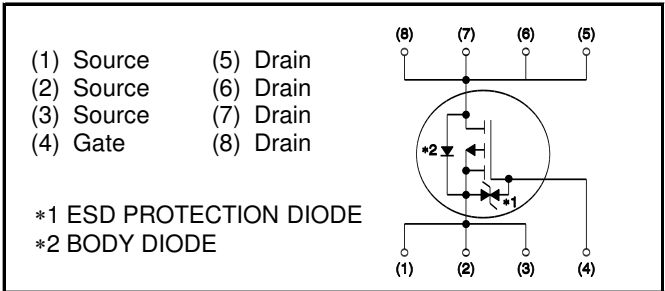 (1) Source (5) Drain
(2) Source (6) Drain
(3) Source (7) Drain
(4) Gate (8) Drain
∗1 ESD PROTECTION DIODE
∗2 BODY DIODE
(8) (7) (6) (5)
∗2
∗1
(1) (2) (3) (4)